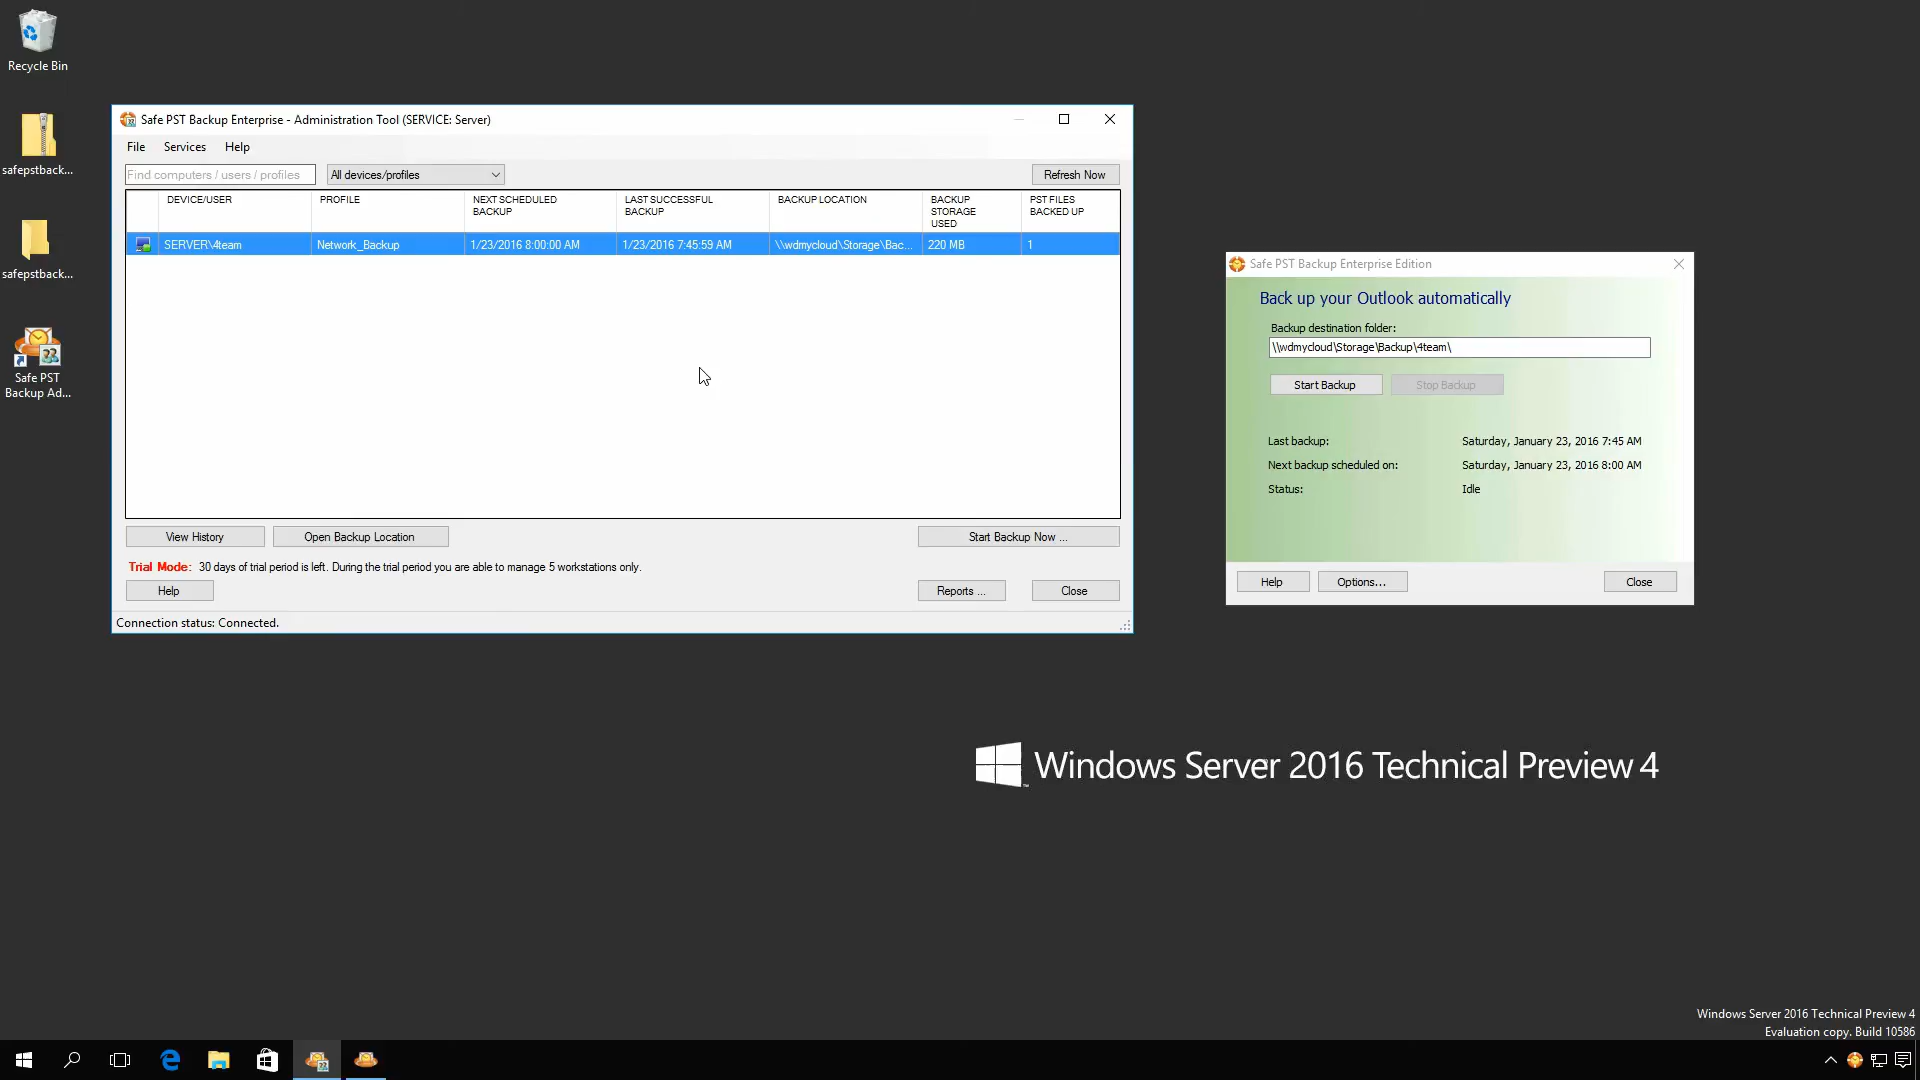 Recycle Bin
safepstback...
safepstback...
Safe PST
Backup Ad...
Safe PST Backup Enterprise - Administration Tool (SERVICE: Server)
File Services Help
Find computers / users / profiles All devices/profiles Refresh Now
DEVICE/USER PROFILE NEXT SCHEDULED BACKUP LAST SUCCESSFUL BACKUP BACKUP LOCATION BACKUP STORAGE USED PST FILES BACKED UP
SERVER\4team Network_Backup 1/23/2016 8:00:00 AM 1/23/2016 7:45:59 AM \\wdmycloud\Storage\Bac... 220 MB 1
View History Open Backup Location Start Backup Now ...
Trial Mode: 30 days of trial period is left. During the trial period you are able to manage 5 workstations only.
Help Reports ... Close
Connection status: Connected.
Safe PST Backup Enterprise Edition
Back up your Outlook automatically
Backup destination folder:
\\wdmycloud\Storage\Backup\4team\
Start Backup Stop Backup
Last backup: Saturday, January 23, 2016 7:45 AM
Next backup scheduled on: Saturday, January 23, 2016 8:00 AM
Status: Idle
Help Options... Close
Windows Server 2016 Technical Preview 4
Windows Server 2016 Technical Preview 4
Evaluation copy. Build 10586